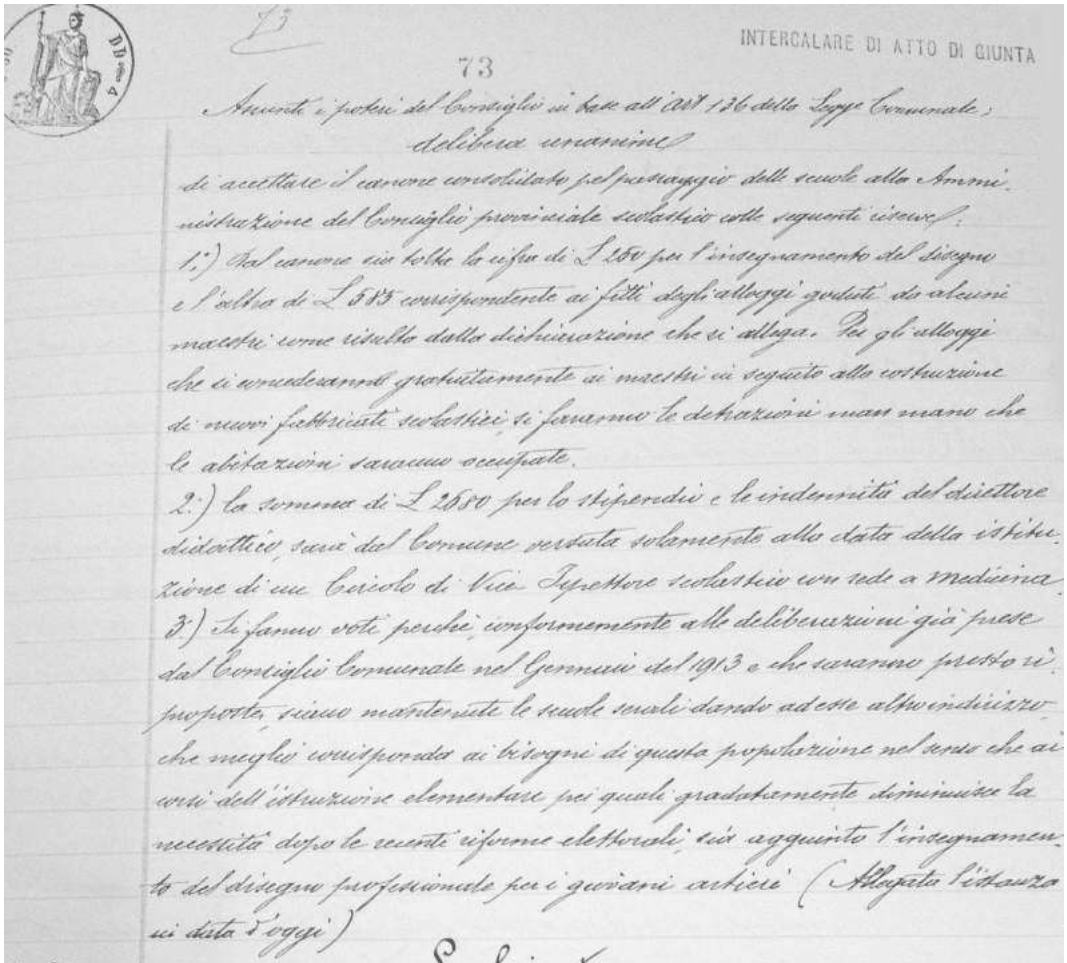 73
INTERCALARE DI ATTO DI GIUNTA
73
Assunti i poteri del Consiglio in base all'art 136 della Legge Comunale;
delibera unanime
di accettare il canone consolidato pel passaggio delle scuole alla Ammi-
nistrazione del Consiglio provinciale scolastico colle seguenti riserve:
1.°) Dal canone sia tolta la cifra di L 250 per l'insegnamento del disegno
e l'altra di L 585 corrispondente ai fitti degli alloggi goduti da alcuni
maestri come risulta dalla dichiarazione che si allega. Per gli alloggi
che si concederanno gratuitamente ai maestri in seguito alla costruzione
di nuovi fabbricati scolastici, si faranno le detrazioni man mano che
le abitazioni saranno occupate.
2.°) la somma di L per lo stipendio e le indennità del direttore
didattico, sarà dal Comune versata solamente alla data della istitu-
zione di un Circolo di Vice Ispettore scolastico con sede a Medicina.
3°) Si fanno voti perchè, conformemente alle deliberazioni già prese
dal Consiglio Comunale nel Gennaio del 1913 e che saranno presto ri-
proposte, siano mantenute le scuole serali dando ad esse altro indirizzo
che meglio corrisponda ai bisogni di questa popolazione nel senso che ai
corsi dell'istruzione elementare pei quali gradatamente diminuisce la
necessità dopo le recenti riforme elettorali, sia aggiunto l'insegnamen-
to del disegno professionale per i giovani artieri (Allegata l'istanza
in data d'oggi)